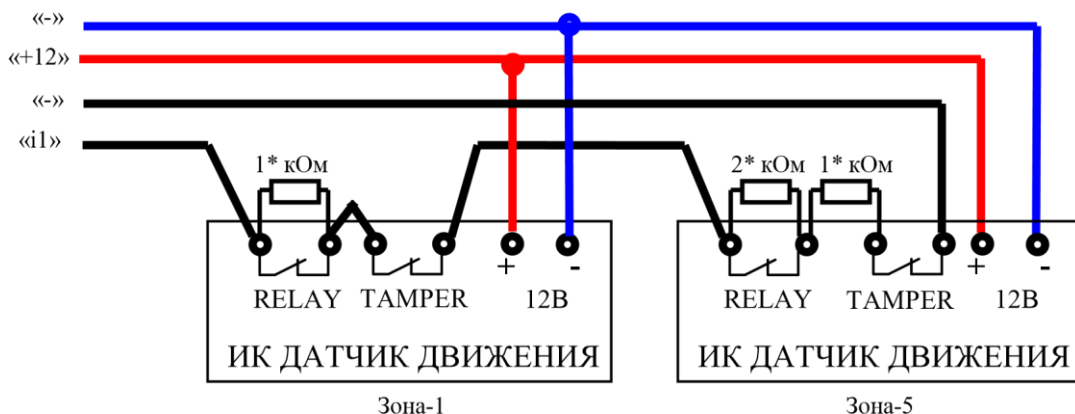 «-»
«+12»
«-»
«i1»
1* кОм
2* кОм 1* кОм
+ - + -
RELAY TAMPER 12В RELAY TAMPER 12В
ИК ДАТЧИК ДВИЖЕНИЯ ИК ДАТЧИК ДВИЖЕНИЯ
Зона-1 Зона-5